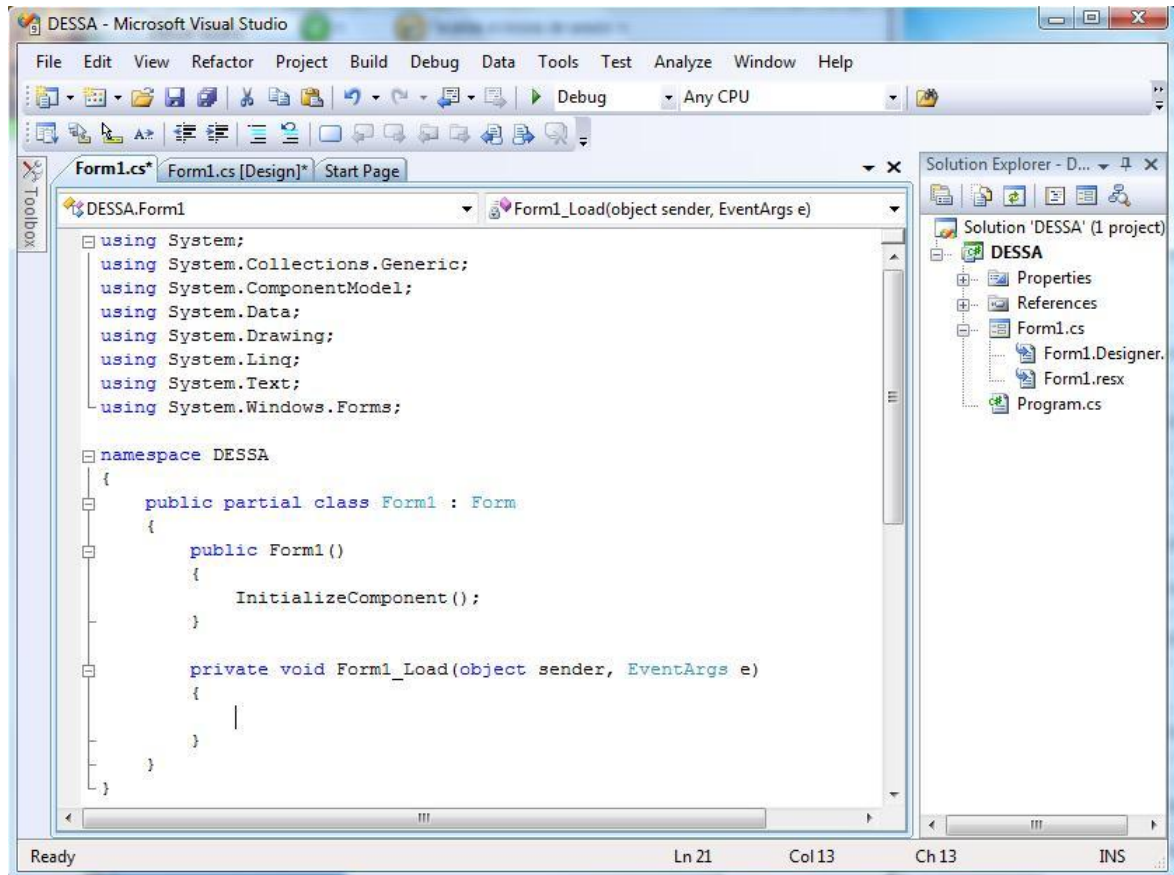 DESSA - Microsoft Visual Studio
File Edit View Refactor Project Build Debug Data Tools Test Analyze Window Help
Debug Any CPU
Toolbox
Form1.cs* Form1.cs [Design]* Start Page
DESSA.Form1 Form1_Load(object sender, EventArgs e)
using System;
using System.Collections.Generic;
using System.ComponentModel;
using System.Data;
using System.Drawing;
using System.Linq;
using System.Text;
using System.Windows.Forms;
namespace DESSA
{
public partial class Form1 : Form
{
public Form1()
{
InitializeComponent();
}
private void Form1_Load(object sender, EventArgs e)
{
}
}
}
Solution Explorer - D...
Solution 'DESSA' (1 project)
DESSA
Properties
References
Form1.cs
Form1.Designer.
Form1.resx
Program.cs
Ready Ln 21 Col 13 Ch 13 INS